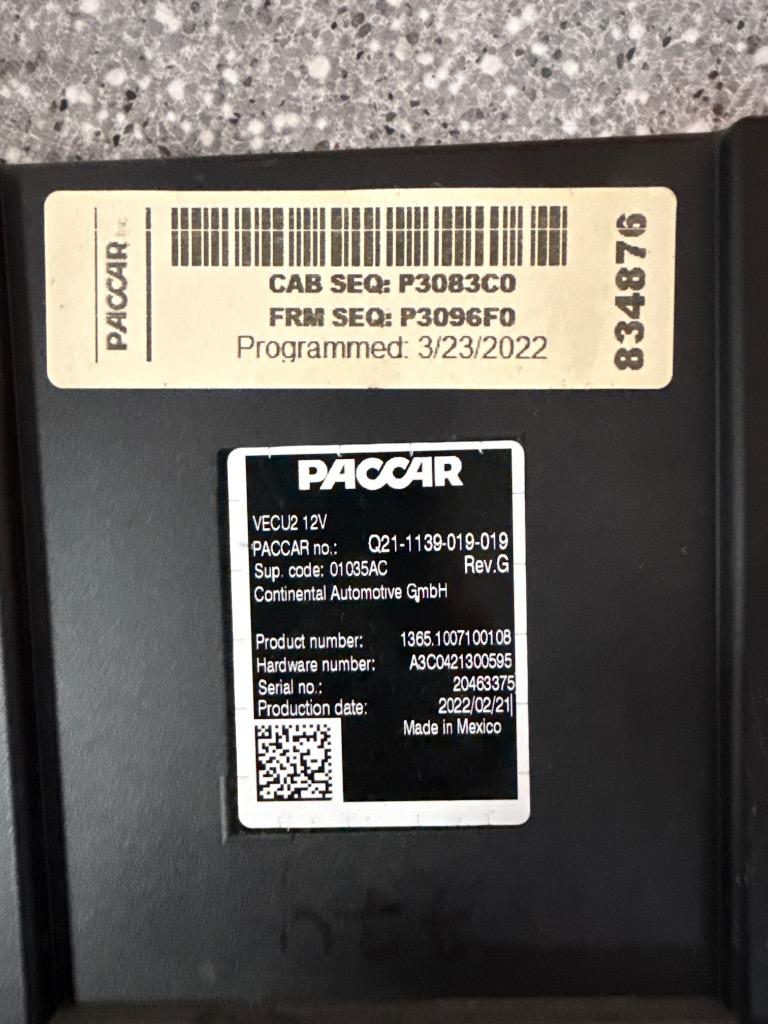 PACCAR Inc.
CAB SEQ: P3083C0
FRM SEQ: P3096F0
Programmed: 3/23/2022
834876
PACCAR
VECU2 12V
PACCAR no.: Q21-1139-019-019
Sup. code: 01035AC Rev.G
Continental Automotive GmbH
Product number: 1365.1007100108
Hardware number: A3C0421300595
Serial no.: 20463375
Production date: 2022/02/21
Made in Mexico